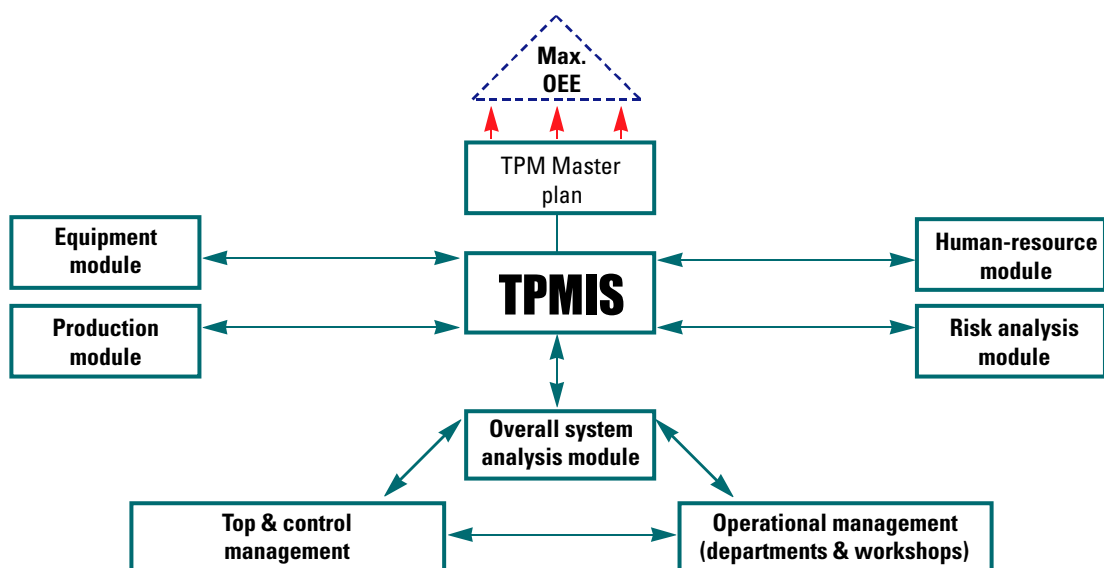 Max.
OEE
TPM Master
plan
Equipment
module
Human-resource
module
TPMIS
Production
module
Risk analysis
module
Overall system
analysis module
Top & control
management
Operational management
(departments & workshops)